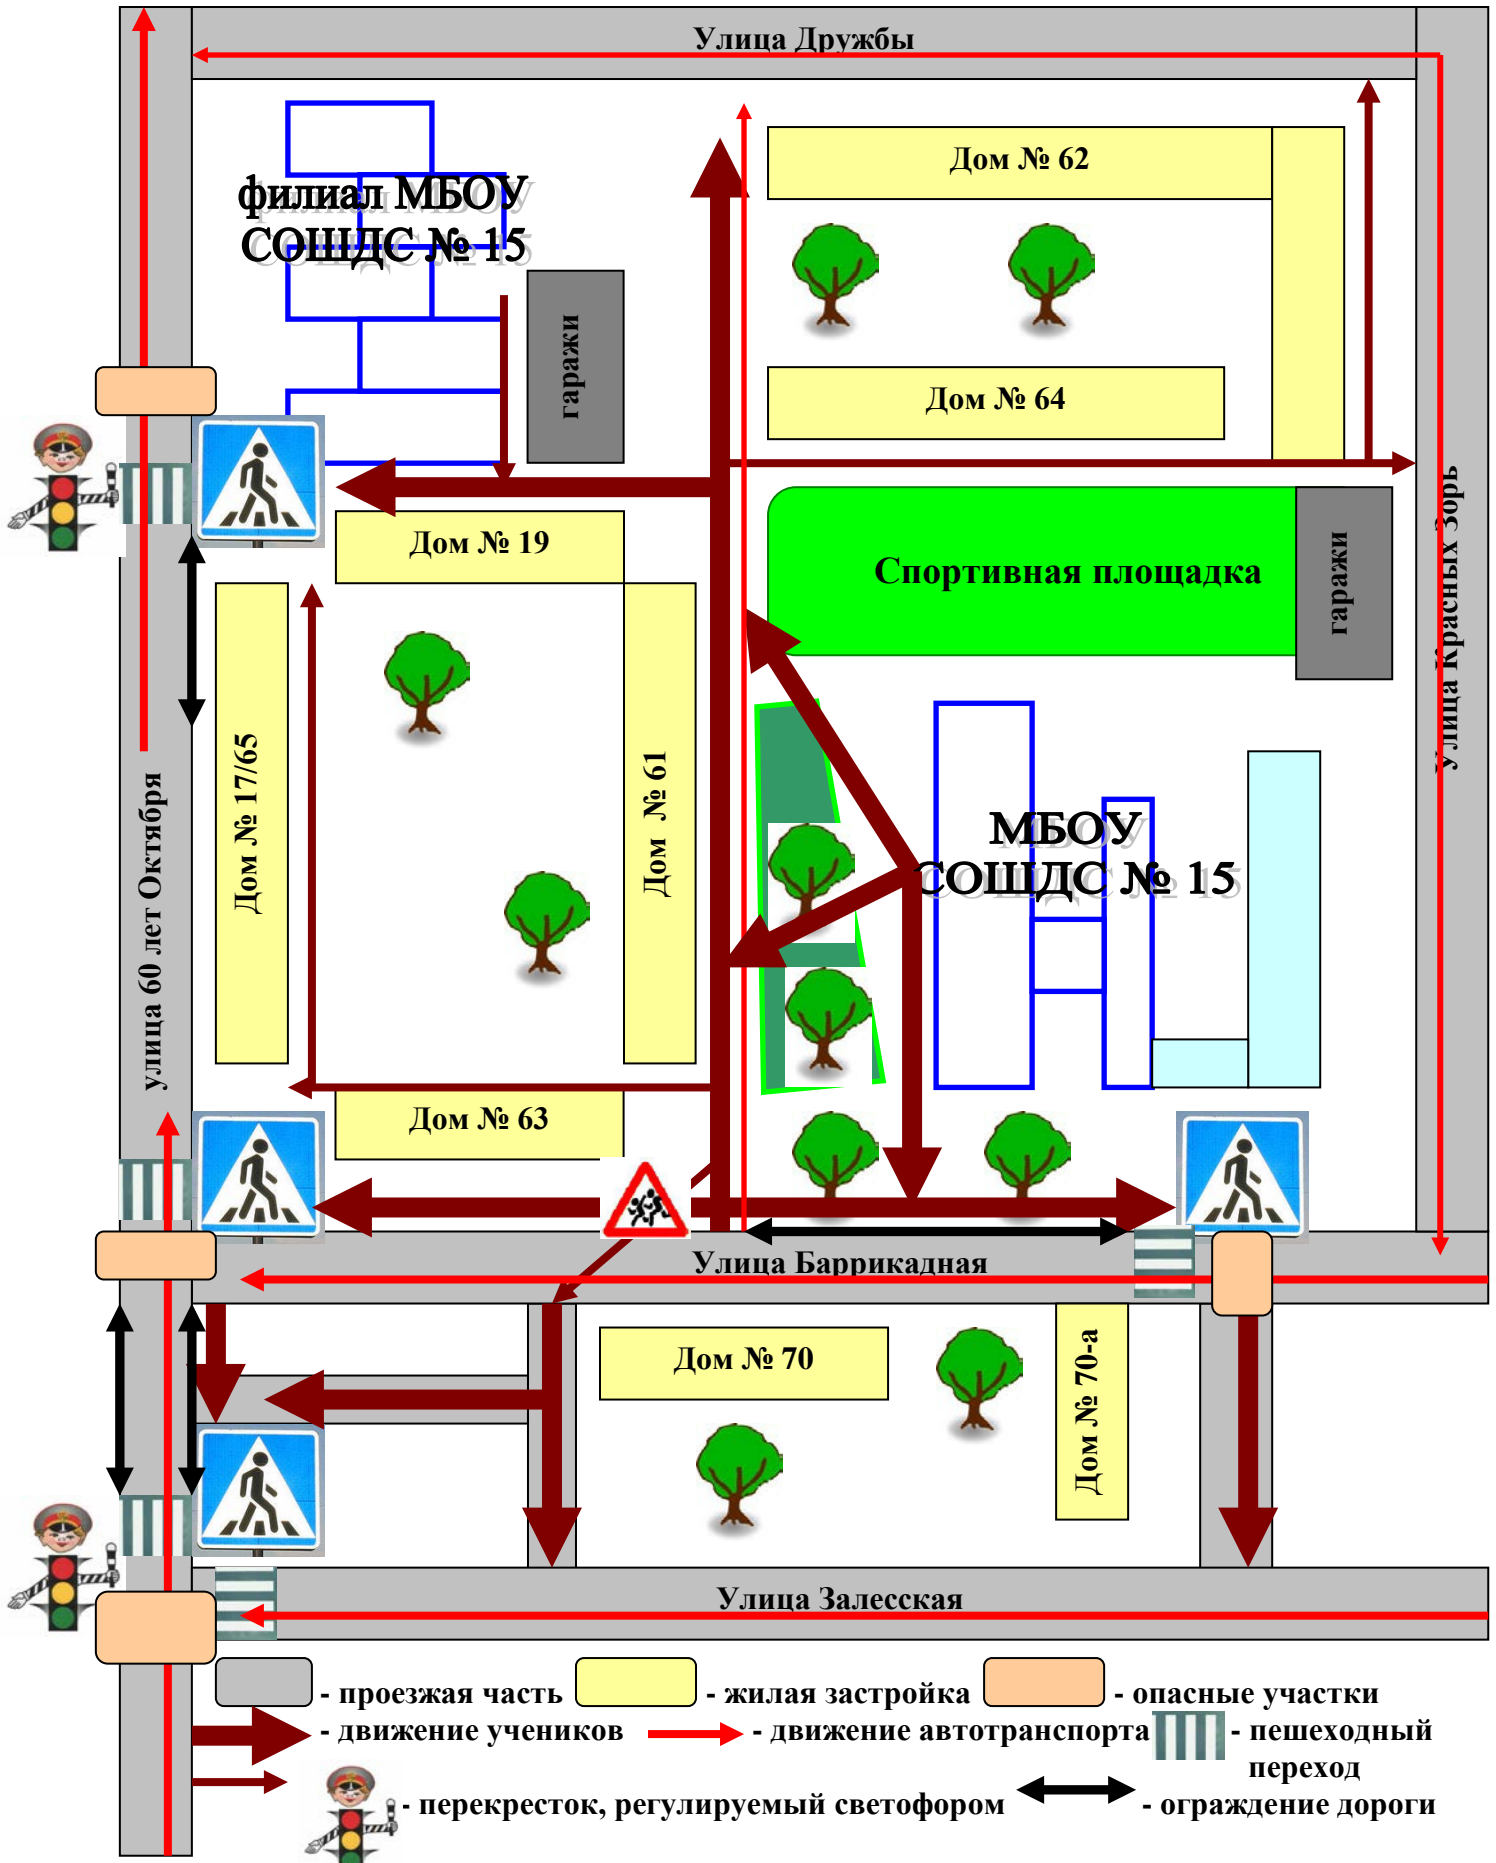 Улица Дружбы
Дом № 62
филиал МБОУ
СОШДС № 15
гаражи
Дом № 64
Дом № 19
Спортивная площадка
гаражи
Улица Красных Зорь
Дом № 17/65
Дом № 61
улица 60 лет Октября
МБОУ
СОШДС № 15
Дом № 63
Улица Баррикадная
Дом № 70
Дом № 70-а
Улица Залесская
- проезжая часть
- жилая застройка
- опасные участки
- движение учеников
- движение автотранспорта
- пешеходный
переход
- перекресток, регулируемый светофором
- ограждение дороги